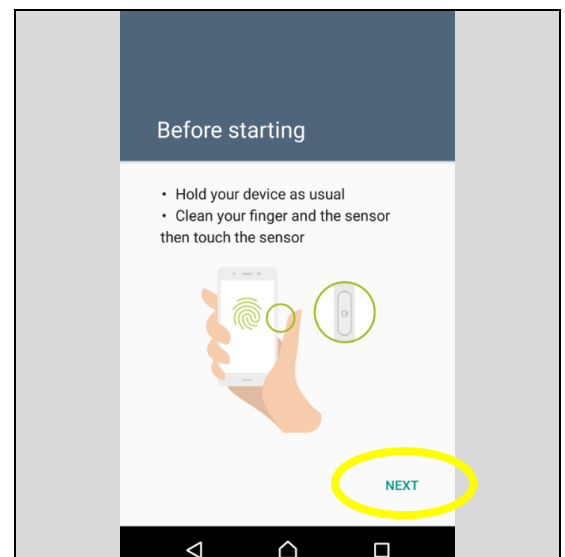 Before starting
• Hold your device as usual
• Clean your finger and the sensor
then touch the sensor
NEXT